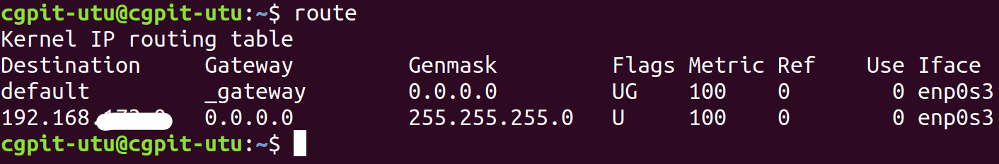 cgpit-utu@cgpit-utu:~$ route
Kernel IP routing table
Destination     Gateway         Genmask         Flags Metric Ref    Use Iface
default         _gateway        0.0.0.0         UG    100    0        0 enp0s3
192.168.        0.0.0.0         255.255.255.0   U     100    0        0 enp0s3
cgpit-utu@cgpit-utu:~$